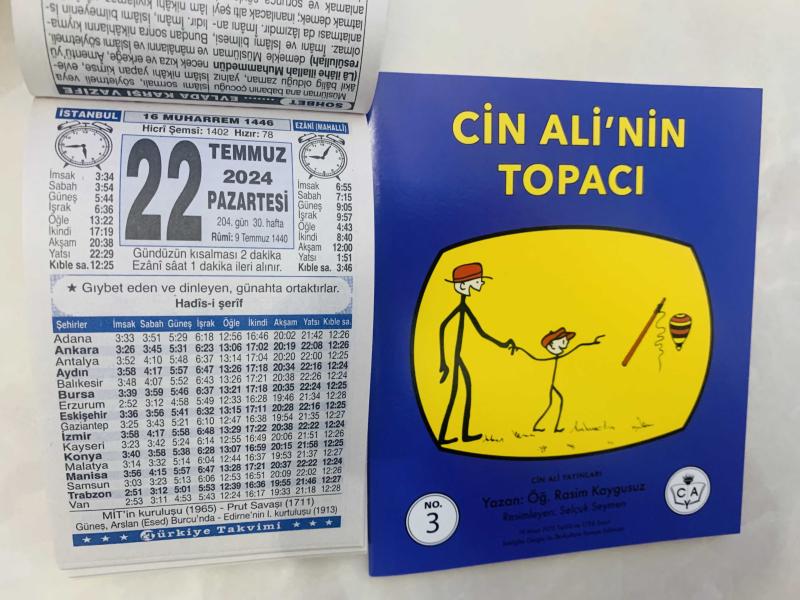 SOHBET ...... EVLADA KARŞI VAZİFE
Müslüman ana babanın çocuğu
akıl bâliğ olduğu zaman, yalnız
(Lâ ilâhe illallah Muhammedün
resûlullah)
İSTANBUL
16 MUHARREM 1446
Hicrî Şemsî: 1402 Hızır: 78
EZÂNÎ (MAHALLÎ)
22
TEMMUZ
2024
PAZARTESİ
204. gün 30. hafta
Rûmî: 9 Temmuz 1440
İmsak 3:34
Sabah 3:54
Güneş 5:44
İşrak 6:36
Öğle 13:22
İkindi 17:19
Akşam 20:38
Yatsı 22:29
Kıble sa. 12:25
İmsak 6:55
Sabah 7:15
Güneş 9:05
İşrak 9:57
Öğle 4:43
İkindi 8:40
Akşam 12:00
Yatsı 1:51
Kıble sa. 3:46
Gündüzün kısalması 2 dakika
Ezânî sâat 1 dakika ileri alınır.
★ Gıybet eden ve dinleyen, günahta ortaktırlar.
Hadîs-i şerîf
Şehirler İmsak Sabah Güneş İşrak Öğle İkindi Akşam Yatsı Kıble sa.
Adana 3:33 3:51 5:29 6:18 12:56 16:46 20:02 21:42 12:26
Ankara 3:26 3:45 5:31 6:23 13:06 17:02 20:19 22:08 12:26
Antalya 3:52 4:10 5:48 6:37 13:14 17:04 20:20 22:00 12:25
Aydın 3:58 4:17 5:57 6:47 13:26 17:18 20:34 22:16 12:24
Balıkesir 3:48 4:07 5:52 6:43 13:26 17:21 20:38 22:26 12:24
Bursa 3:39 3:59 5:46 6:37 13:21 17:18 20:35 22:24 12:25
Erzurum 2:52 3:12 4:58 5:49 12:33 16:28 19:46 21:34 12:28
Eskişehir 3:36 3:56 5:41 6:32 13:15 17:11 20:28 22:16 12:25
Gaziantep 3:25 3:43 5:21 6:10 12:47 16:38 19:54 21:35 12:27
İzmir 3:58 4:17 5:58 6:48 13:29 17:22 20:38 22:22 12:24
Kayseri 3:23 3:42 5:24 6:14 12:55 16:49 20:06 21:51 12:26
Konya 3:40 3:58 5:38 6:28 13:07 16:59 20:15 21:58 12:25
Malatya 3:14 3:32 5:14 6:04 12:44 16:37 19:53 21:37 12:27
Manisa 3:56 4:15 5:57 6:47 13:28 17:21 20:37 22:22 12:24
Samsun 3:03 3:23 5:13 6:06 12:53 16:51 20:09 22:02 12:26
Trabzon 2:51 3:12 5:01 5:53 12:39 16:36 19:55 21:46 12:27
Van 2:53 3:11 4:53 5:43 12:24 16:17 19:33 21:18 12:28
MİT'in kuruluşu (1965) - Prut Savaşı (1711)
Güneş, Arslan (Esed) Burcu'nda - Edirne'nin I. kurtuluşu (1913)
Türkiye Takvimi
CİN ALİ'NİN
TOPACI
CİN ALİ YAYINLARI
Yazan: Öğ. Rasim Kaygusuz
Resimleyen: Selçuk Seymen
NO.
3
C A Y